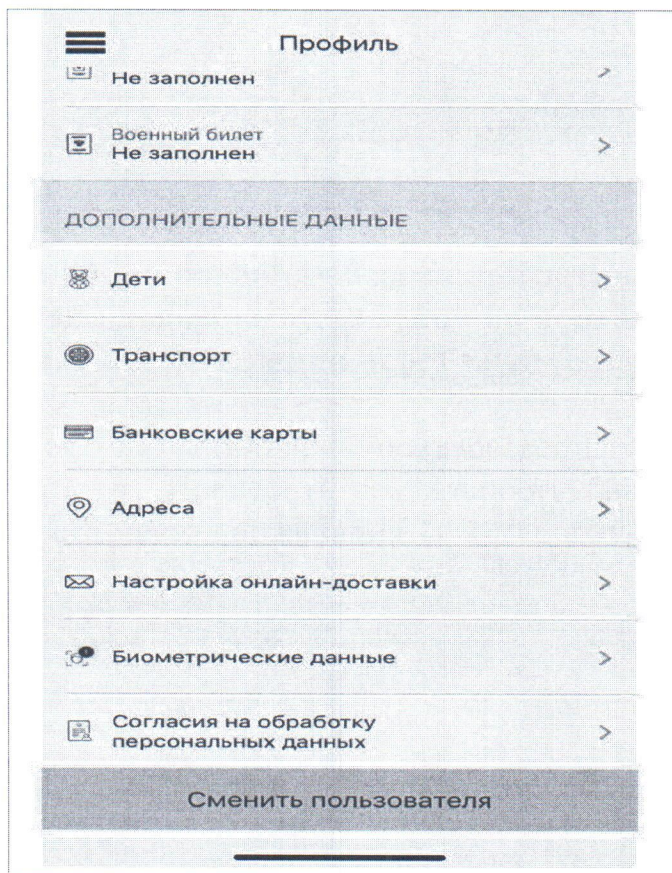 Профиль
Не заполнен
Военный билет
Не заполнен
ДОПОЛНИТЕЛЬНЫЕ ДАННЫЕ
Дети
Транспорт
Банковские карты
Адреса
Настройка онлайн-доставки
Биометрические данные
Согласия на обработку
персональных данных
Сменить пользователя